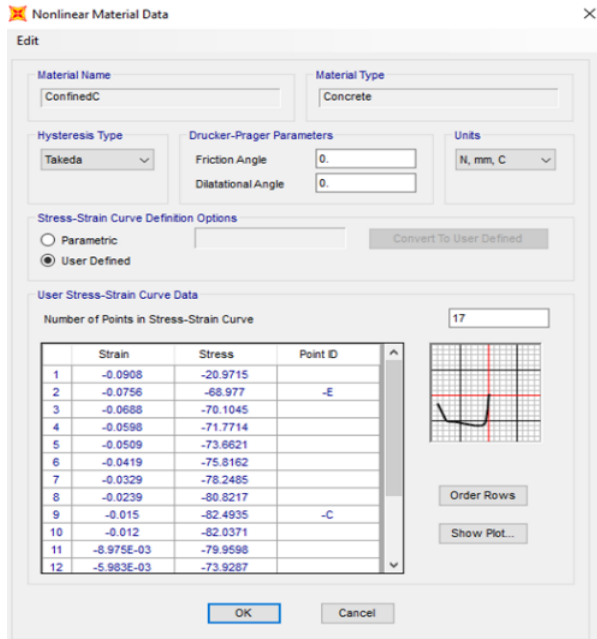 Nonlinear Material Data
Edit
Material Name Material Type
ConfinedC Concrete
Hysteresis Type Drucker-Prager Parameters Units
Takeda Friction Angle 0. N, mm, C
Dilatational Angle 0.
Stress-Strain Curve Definition Options
Parametric Convert To User Defined
User Defined
User Stress-Strain Curve Data
Number of Points in Stress-Strain Curve 17
Strain Stress Point ID
1 -0.0908 -20.9715
2 -0.0756 -68.977 -E
3 -0.0688 -70.1045
4 -0.0598 -71.7714
5 -0.0509 -73.6621
6 -0.0419 -75.8162
7 -0.0329 -78.2485
8 -0.0239 -80.8217
9 -0.015 -82.4935 -C
10 -0.012 -82.0371
11 -8.975E-03 -79.9598
12 -5.983E-03 -73.9287
Order Rows
Show Plot...
OK Cancel